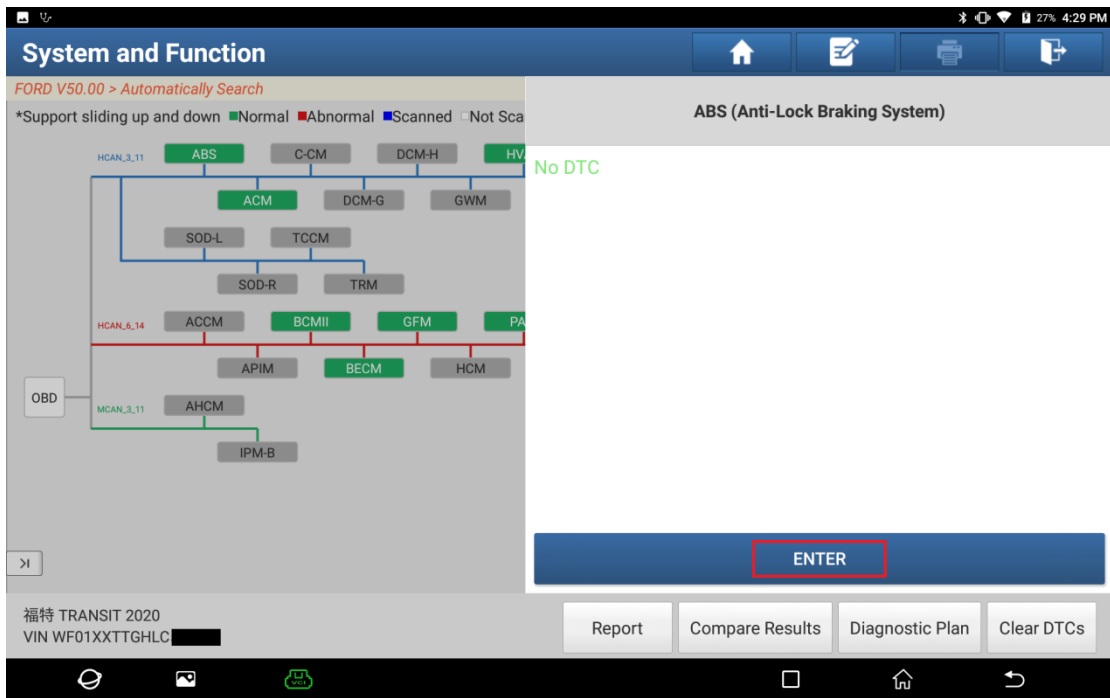 27% 4:29 PM
System and Function
FORD V50.00 > Automatically Search
*Support sliding up and down Normal Abnormal Scanned Not Sca
ABS (Anti-Lock Braking System)
No DTC
HCAN_3_11 ABS C-CM DCM-H HV
ACM DCM-G GWM
SOD-L TCCM
SOD-R TRM
HCAN_6_14 ACCM BCMII GFM PA
APIM BECM HCM
OBD
MCAN_3_11 AHCM
IPM-B
ENTER
福特 TRANSIT 2020
VIN WF01XXTTGHLC
Report Compare Results Diagnostic Plan Clear DTCs
VCI